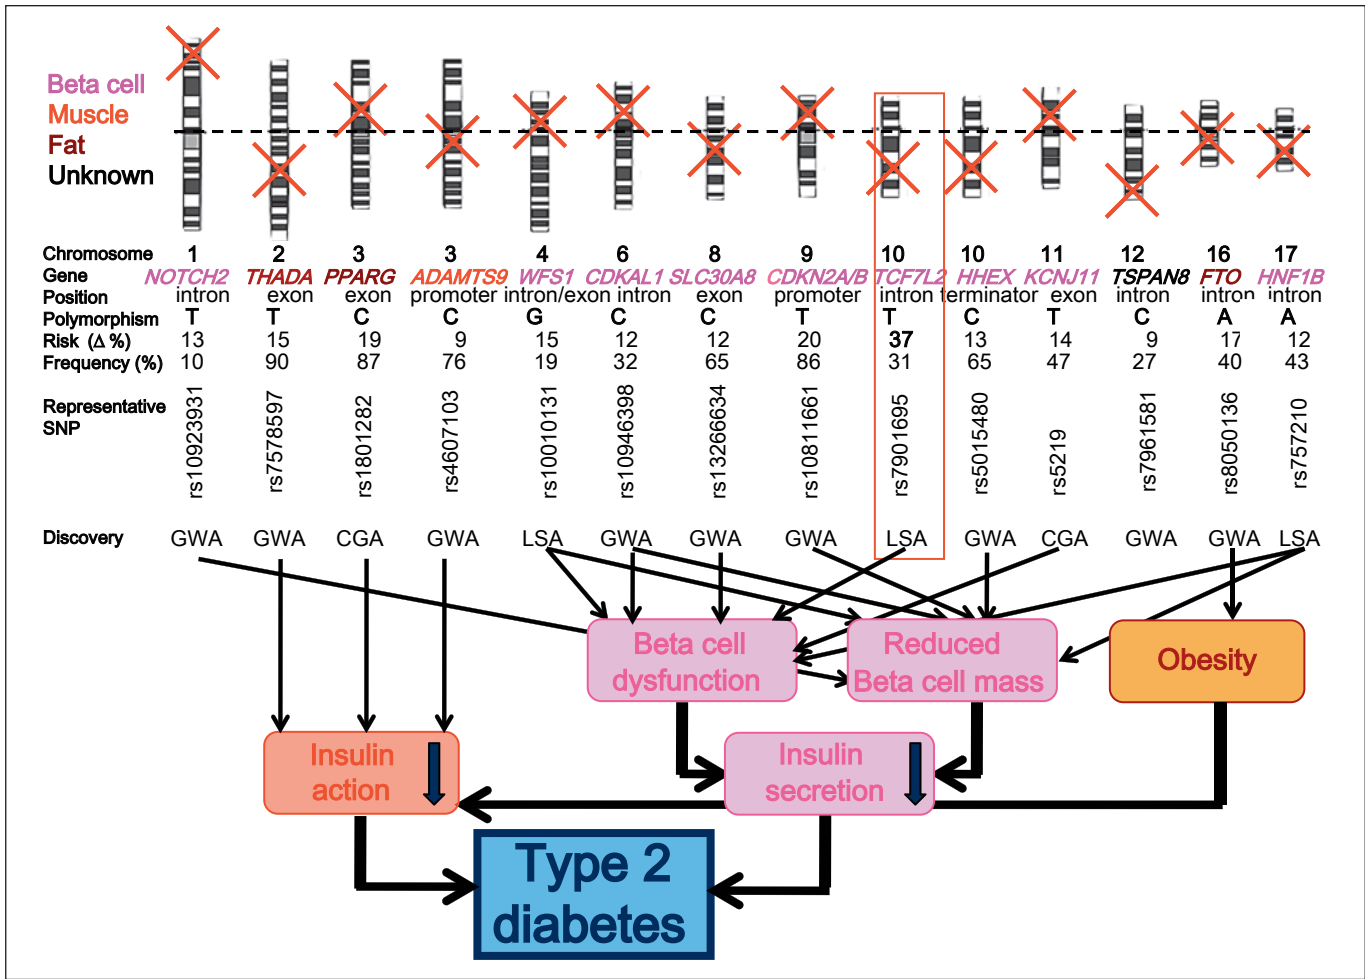 Beta cell
Muscle
Fat
Unknown
Chromosome 1 2 3 3 4 6 8 9 10 10 11 12 16 17
Gene NOTCH2 THADA PPARG ADAMTS9 WFS1 CDKAL1 SLC30A8 CDKN2A/B TCF7L2 HHEX KCNJ11 TSPAN8 FTO HNF1B
Position intron exon exon promoter intron/exon intron exon promoter intron terminator exon intron intron intron
Polymorphism T T C C G C C T T C T C A A
Risk (Δ %) 13 15 19 9 15 12 12 20 37 13 14 9 17 12
Frequency (%) 10 90 87 76 19 32 65 86 31 65 47 27 40 43
Representative
SNP
rs10923931 rs7578597 rs1801282 rs4607103 rs10010131 rs10946398 rs13266634 rs10811661 rs7901695 rs5015480 rs5219 rs7961581 rs8050136 rs757210
Discovery GWA GWA CGA GWA LSA GWA GWA GWA LSA GWA CGA GWA GWA LSA
Beta cell
dysfunction
Reduced
Beta cell mass
Obesity
Insulin
action
Insulin
secretion
Type 2
diabetes